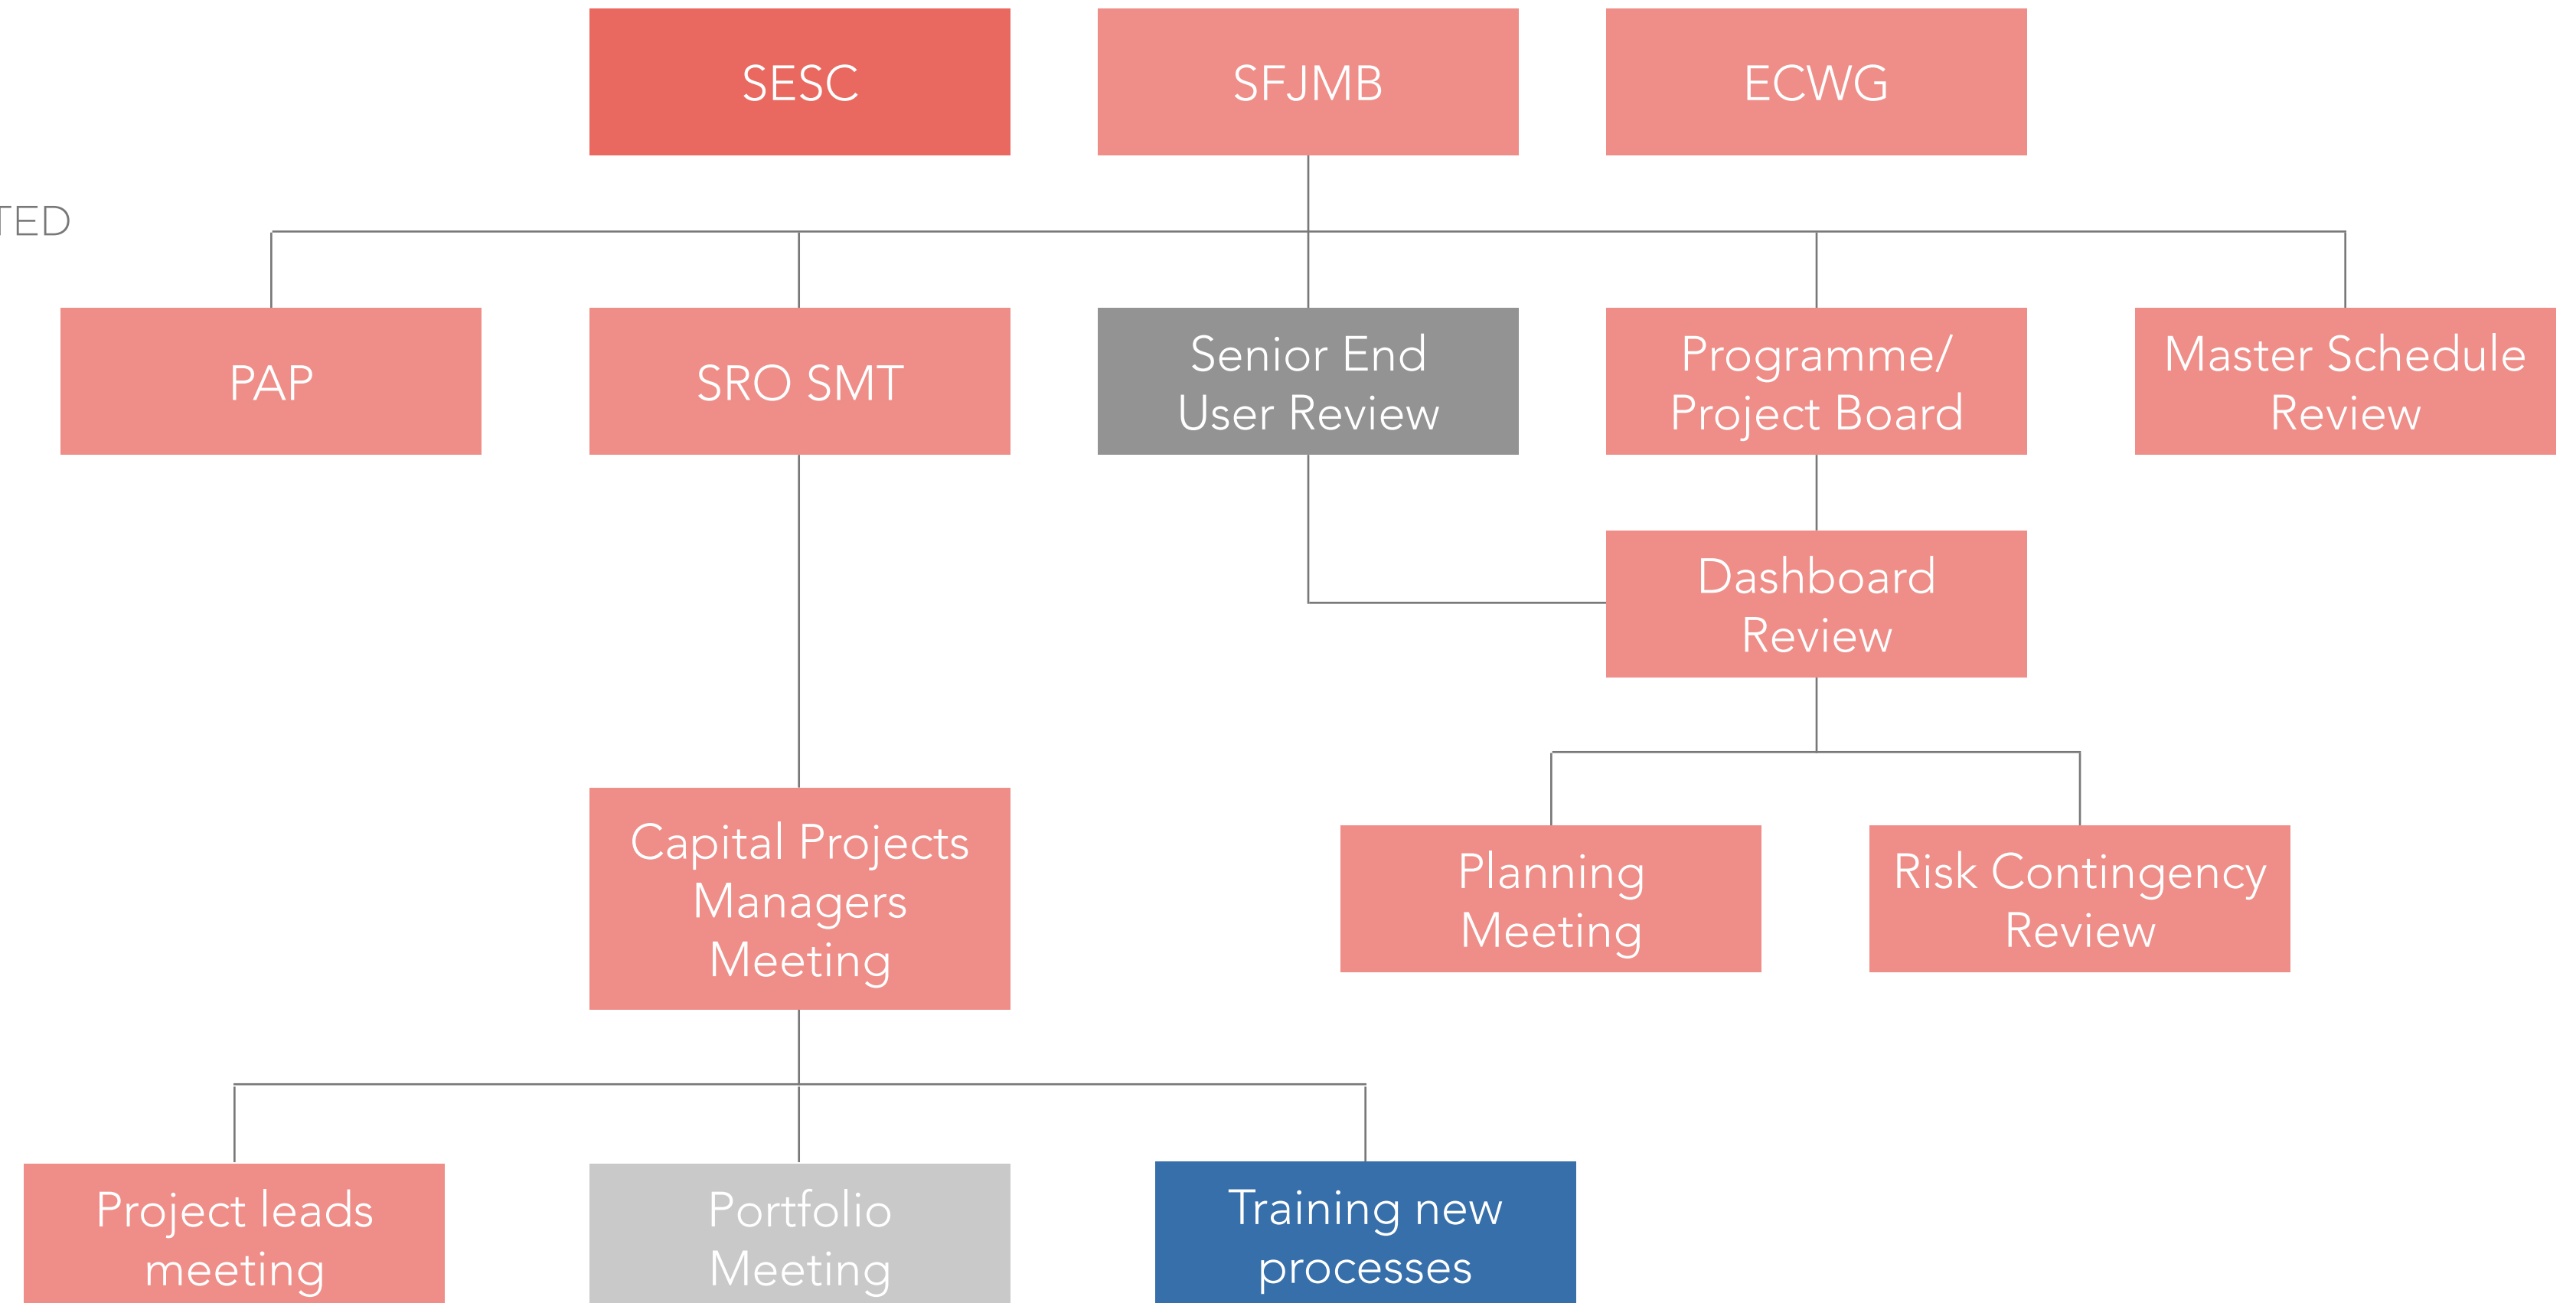 SESC
SFJMB
ECWG
TED
PAP
SRO SMT
Senior End
User Review
Programme/
Project Board
Master Schedule
Review
Dashboard
Review
Capital Projects
Managers
Meeting
Planning
Meeting
Risk Contingency
Review
Project leads
meeting
Portfolio
Meeting
Training new
processes